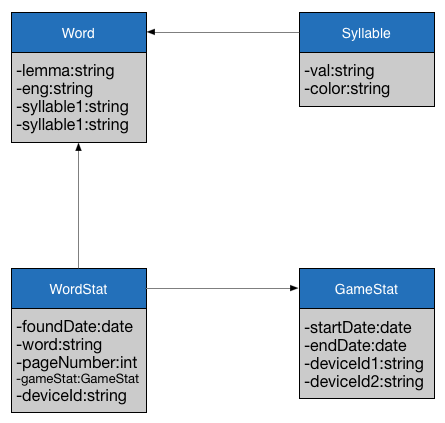 Word
-lemma:string
-eng:string
-syllable1:string
-syllable1:string
Syllable
-val:string
-color:string
WordStat
-foundDate:date
-word:string
-pageNumber:int
-gameStat:GameStat
-deviceId:string
GameStat
-startDate:date
-endDate:date
-deviceId1:string
-deviceId2:string